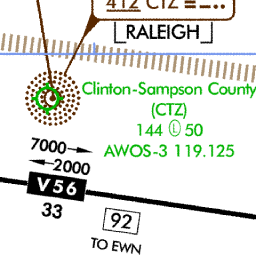 412 CTZ
RALEIGH
Clinton-Sampson County
(CTZ)
144 Ⓛ 50
AWOS-3 119.125
7000
2000
V56
33
92
TO EWN